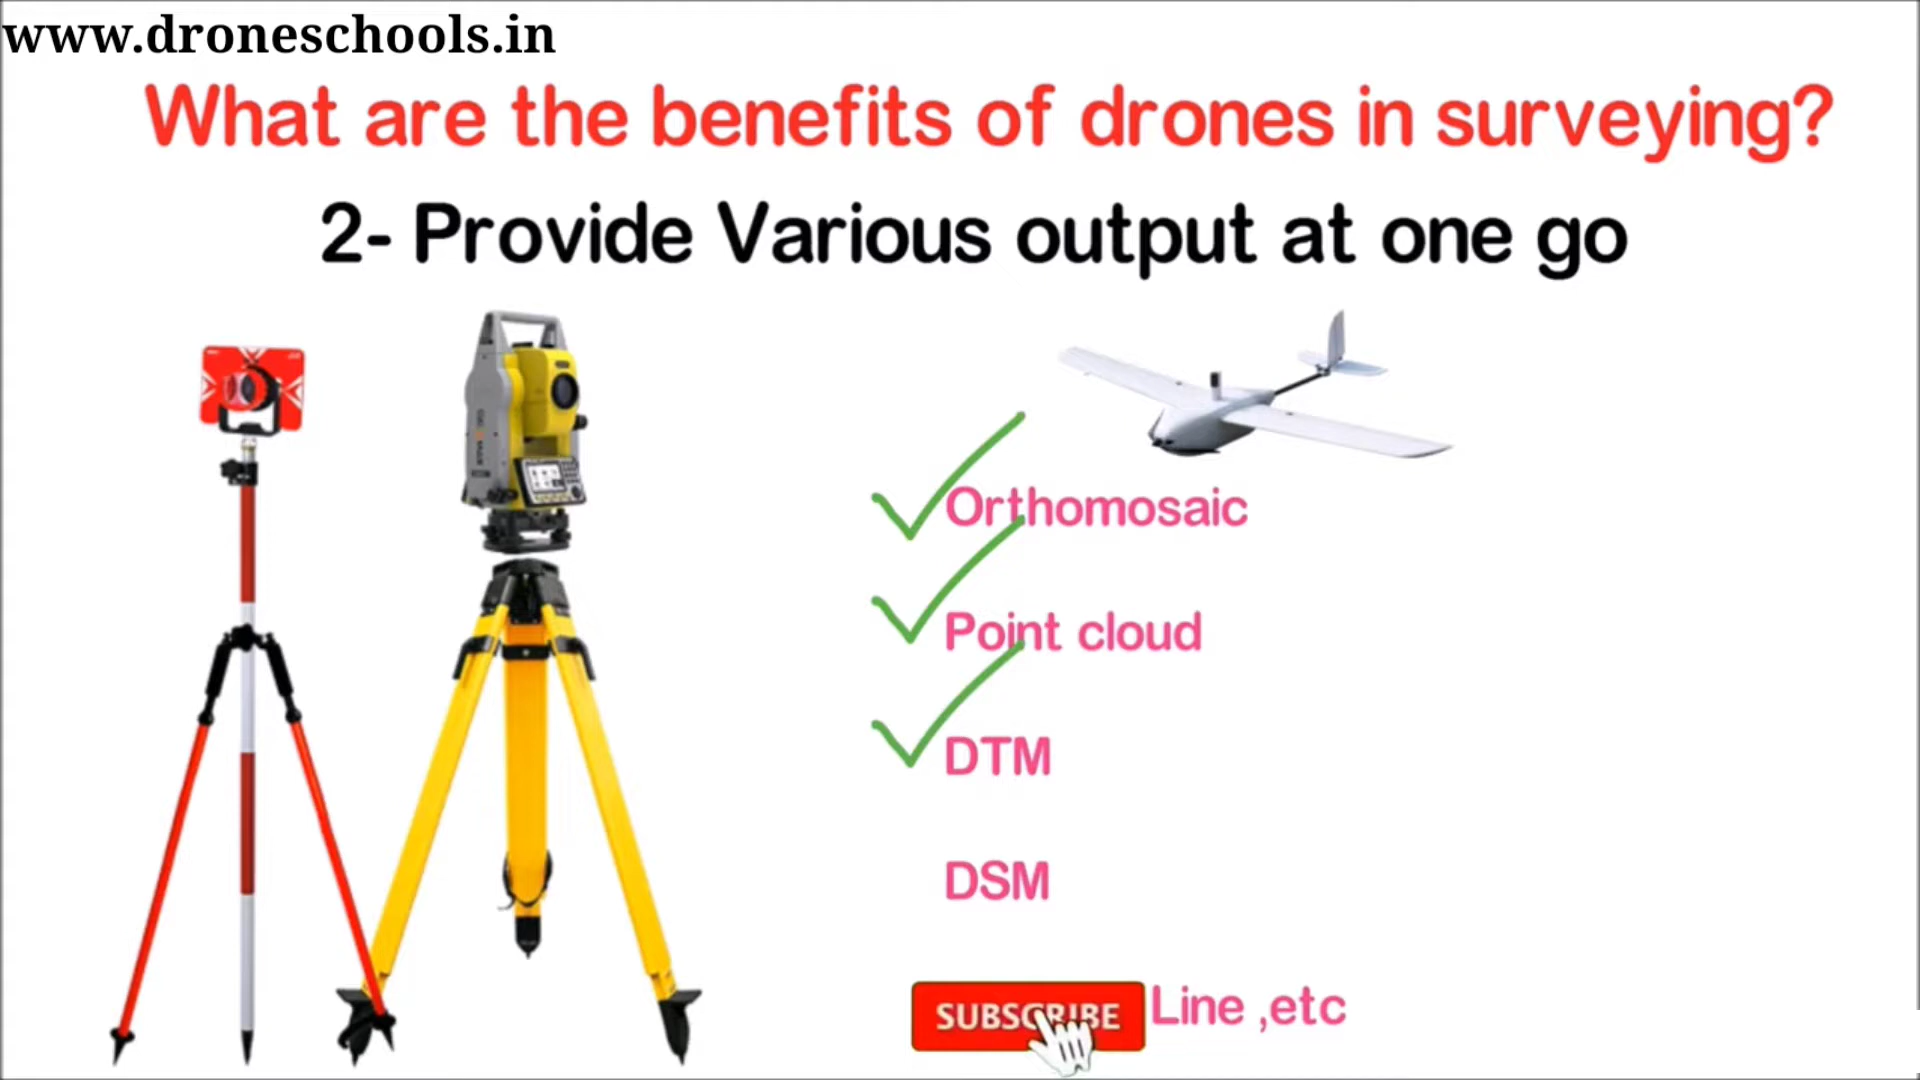 www.droneschools.in
What are the benefits of drones in surveying?
2- Provide Various output at one go
Orthomosaic
Point cloud
DTM
DSM
SUBSCRIBE Line ,etc